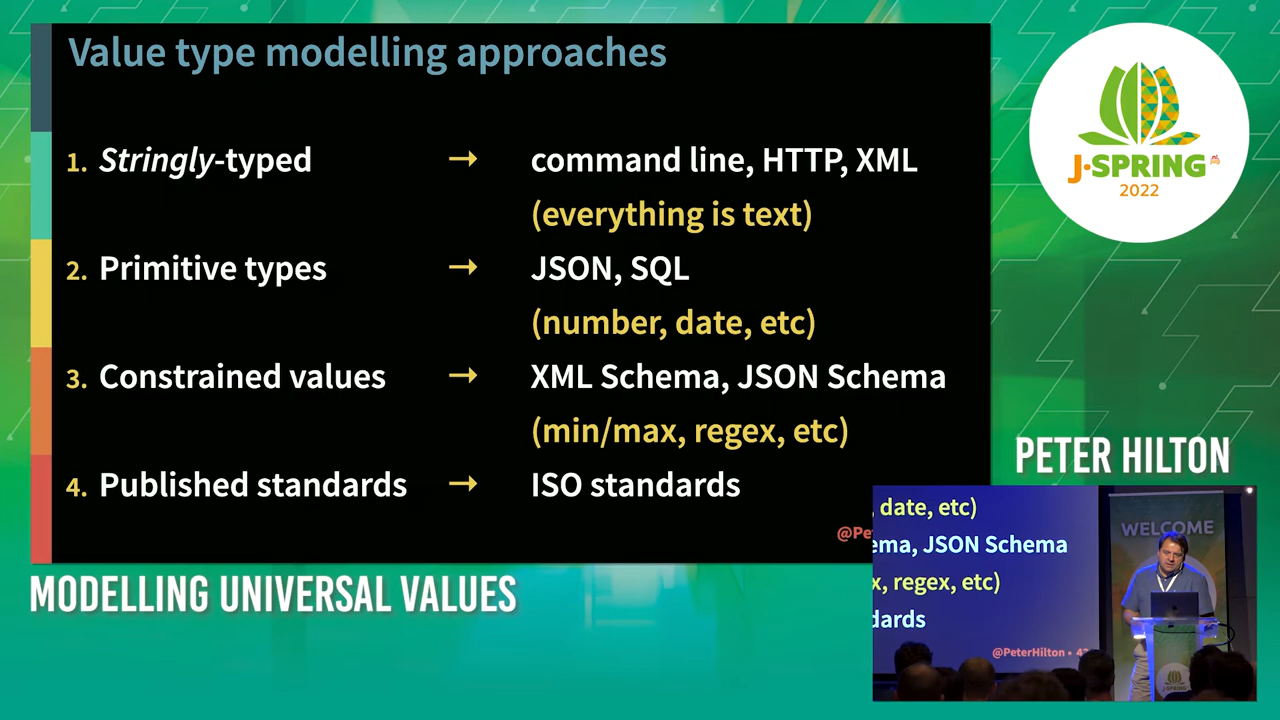 Value type modelling approaches
1. Stringly-typed → command line, HTTP, XML
(everything is text)
2. Primitive types → JSON, SQL
(number, date, etc)
3. Constrained values → XML Schema, JSON Schema
(min/max, regex, etc)
4. Published standards → ISO standards
@Pe
J-SPRING
2022
PETER HILTON
MODELLING UNIVERSAL VALUES
, date, etc)
ema, JSON Schema
x, regex, etc)
dards
@PeterHilton •
WELCOME
J-SPRING